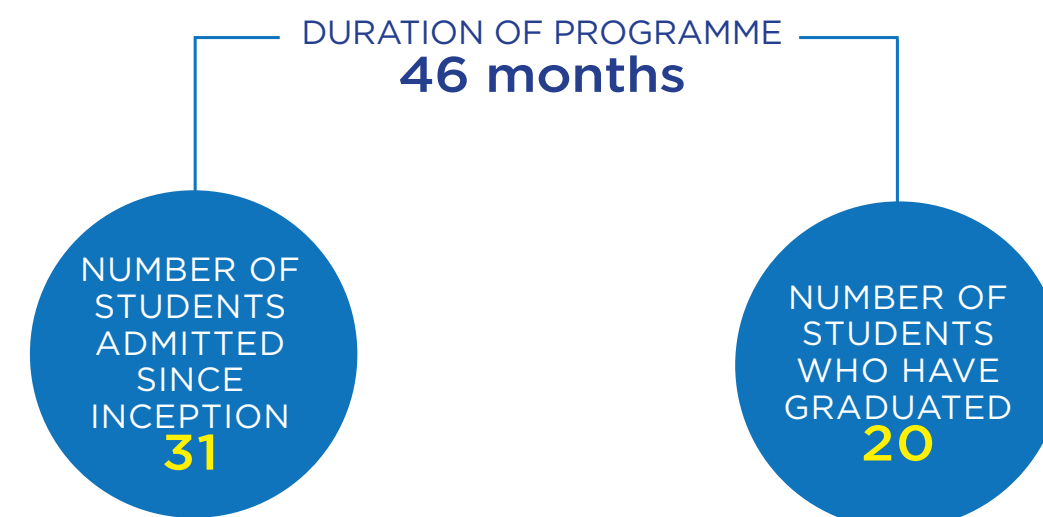 DURATION OF PROGRAMME
46 months
NUMBER OF
STUDENTS
ADMITTED
SINCE
INCEPTION
31
NUMBER OF
STUDENTS
WHO HAVE
GRADUATED
20